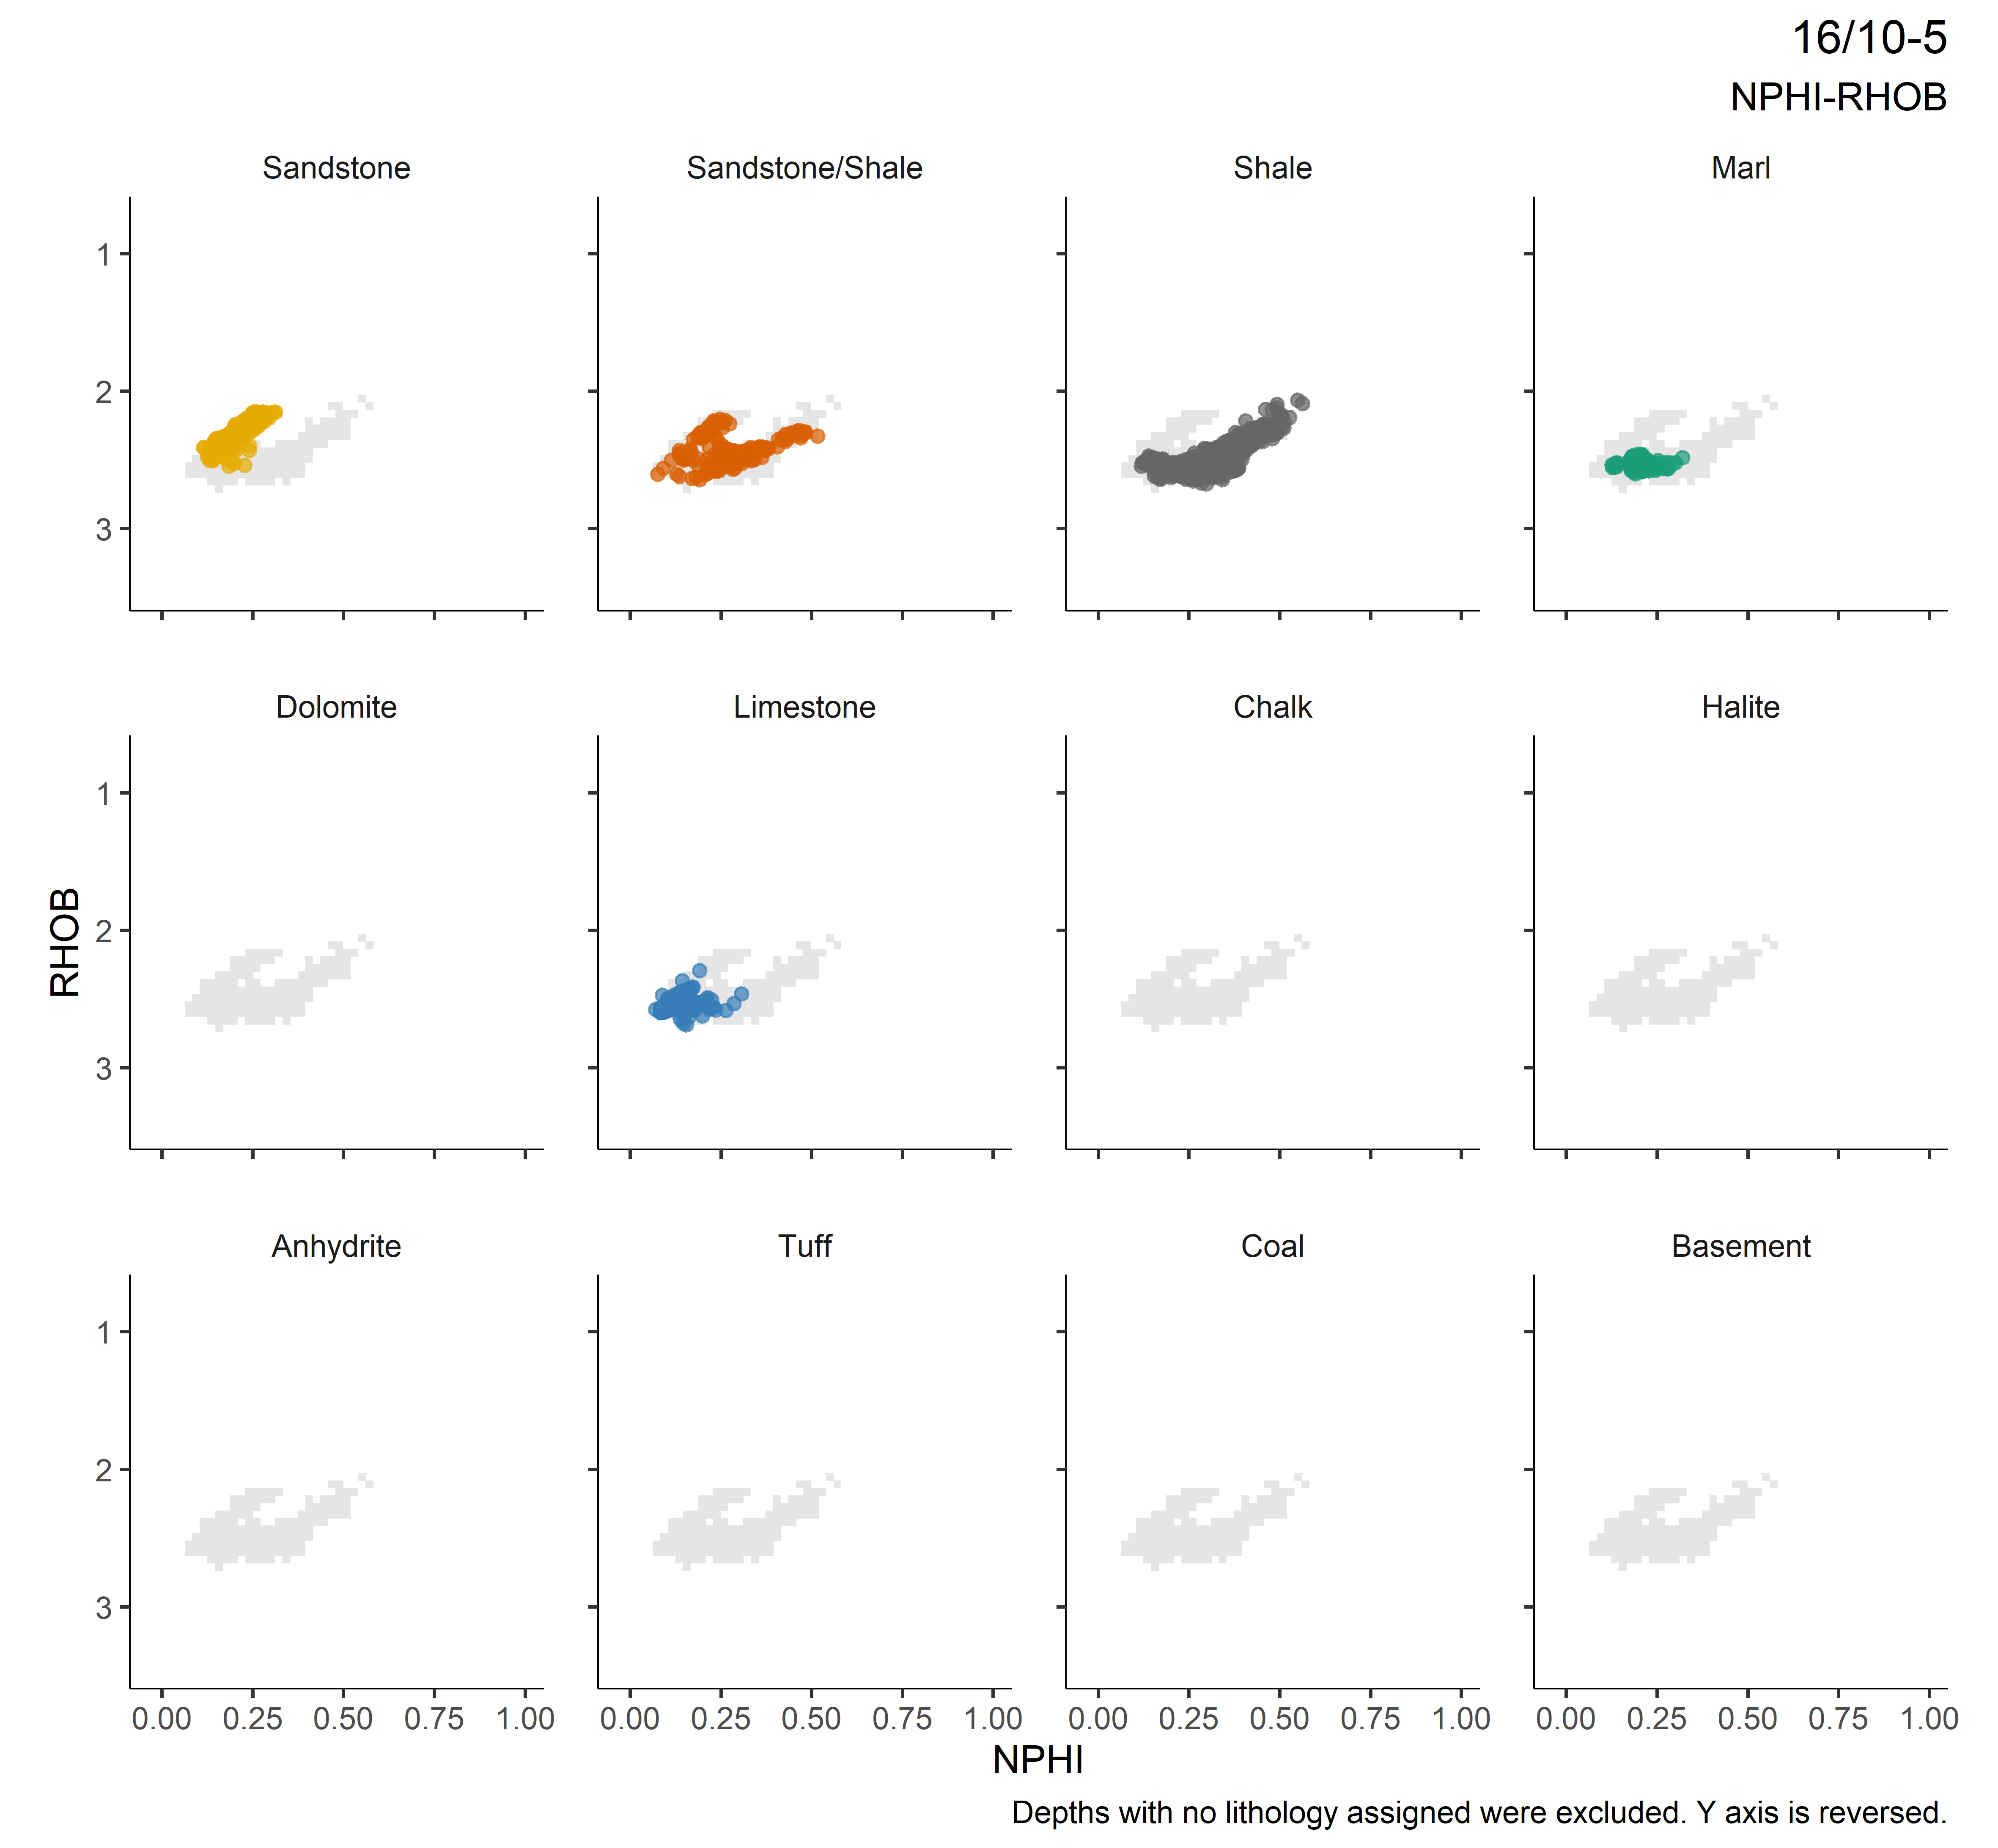 16/10-5
NPHI-RHOB
Sandstone Sandstone/Shale Shale Marl
1
2
3
Dolomite Limestone Chalk Halite
RHOB
1
2
3
Anhydrite Tuff Coal Basement
1
2
3
0.00 0.25 0.50 0.75 1.00 0.00 0.25 0.50 0.75 1.00 0.00 0.25 0.50 0.75 1.00 0.00 0.25 0.50 0.75 1.00
NPHI
Depths with no lithology assigned were excluded. Y axis is reversed.